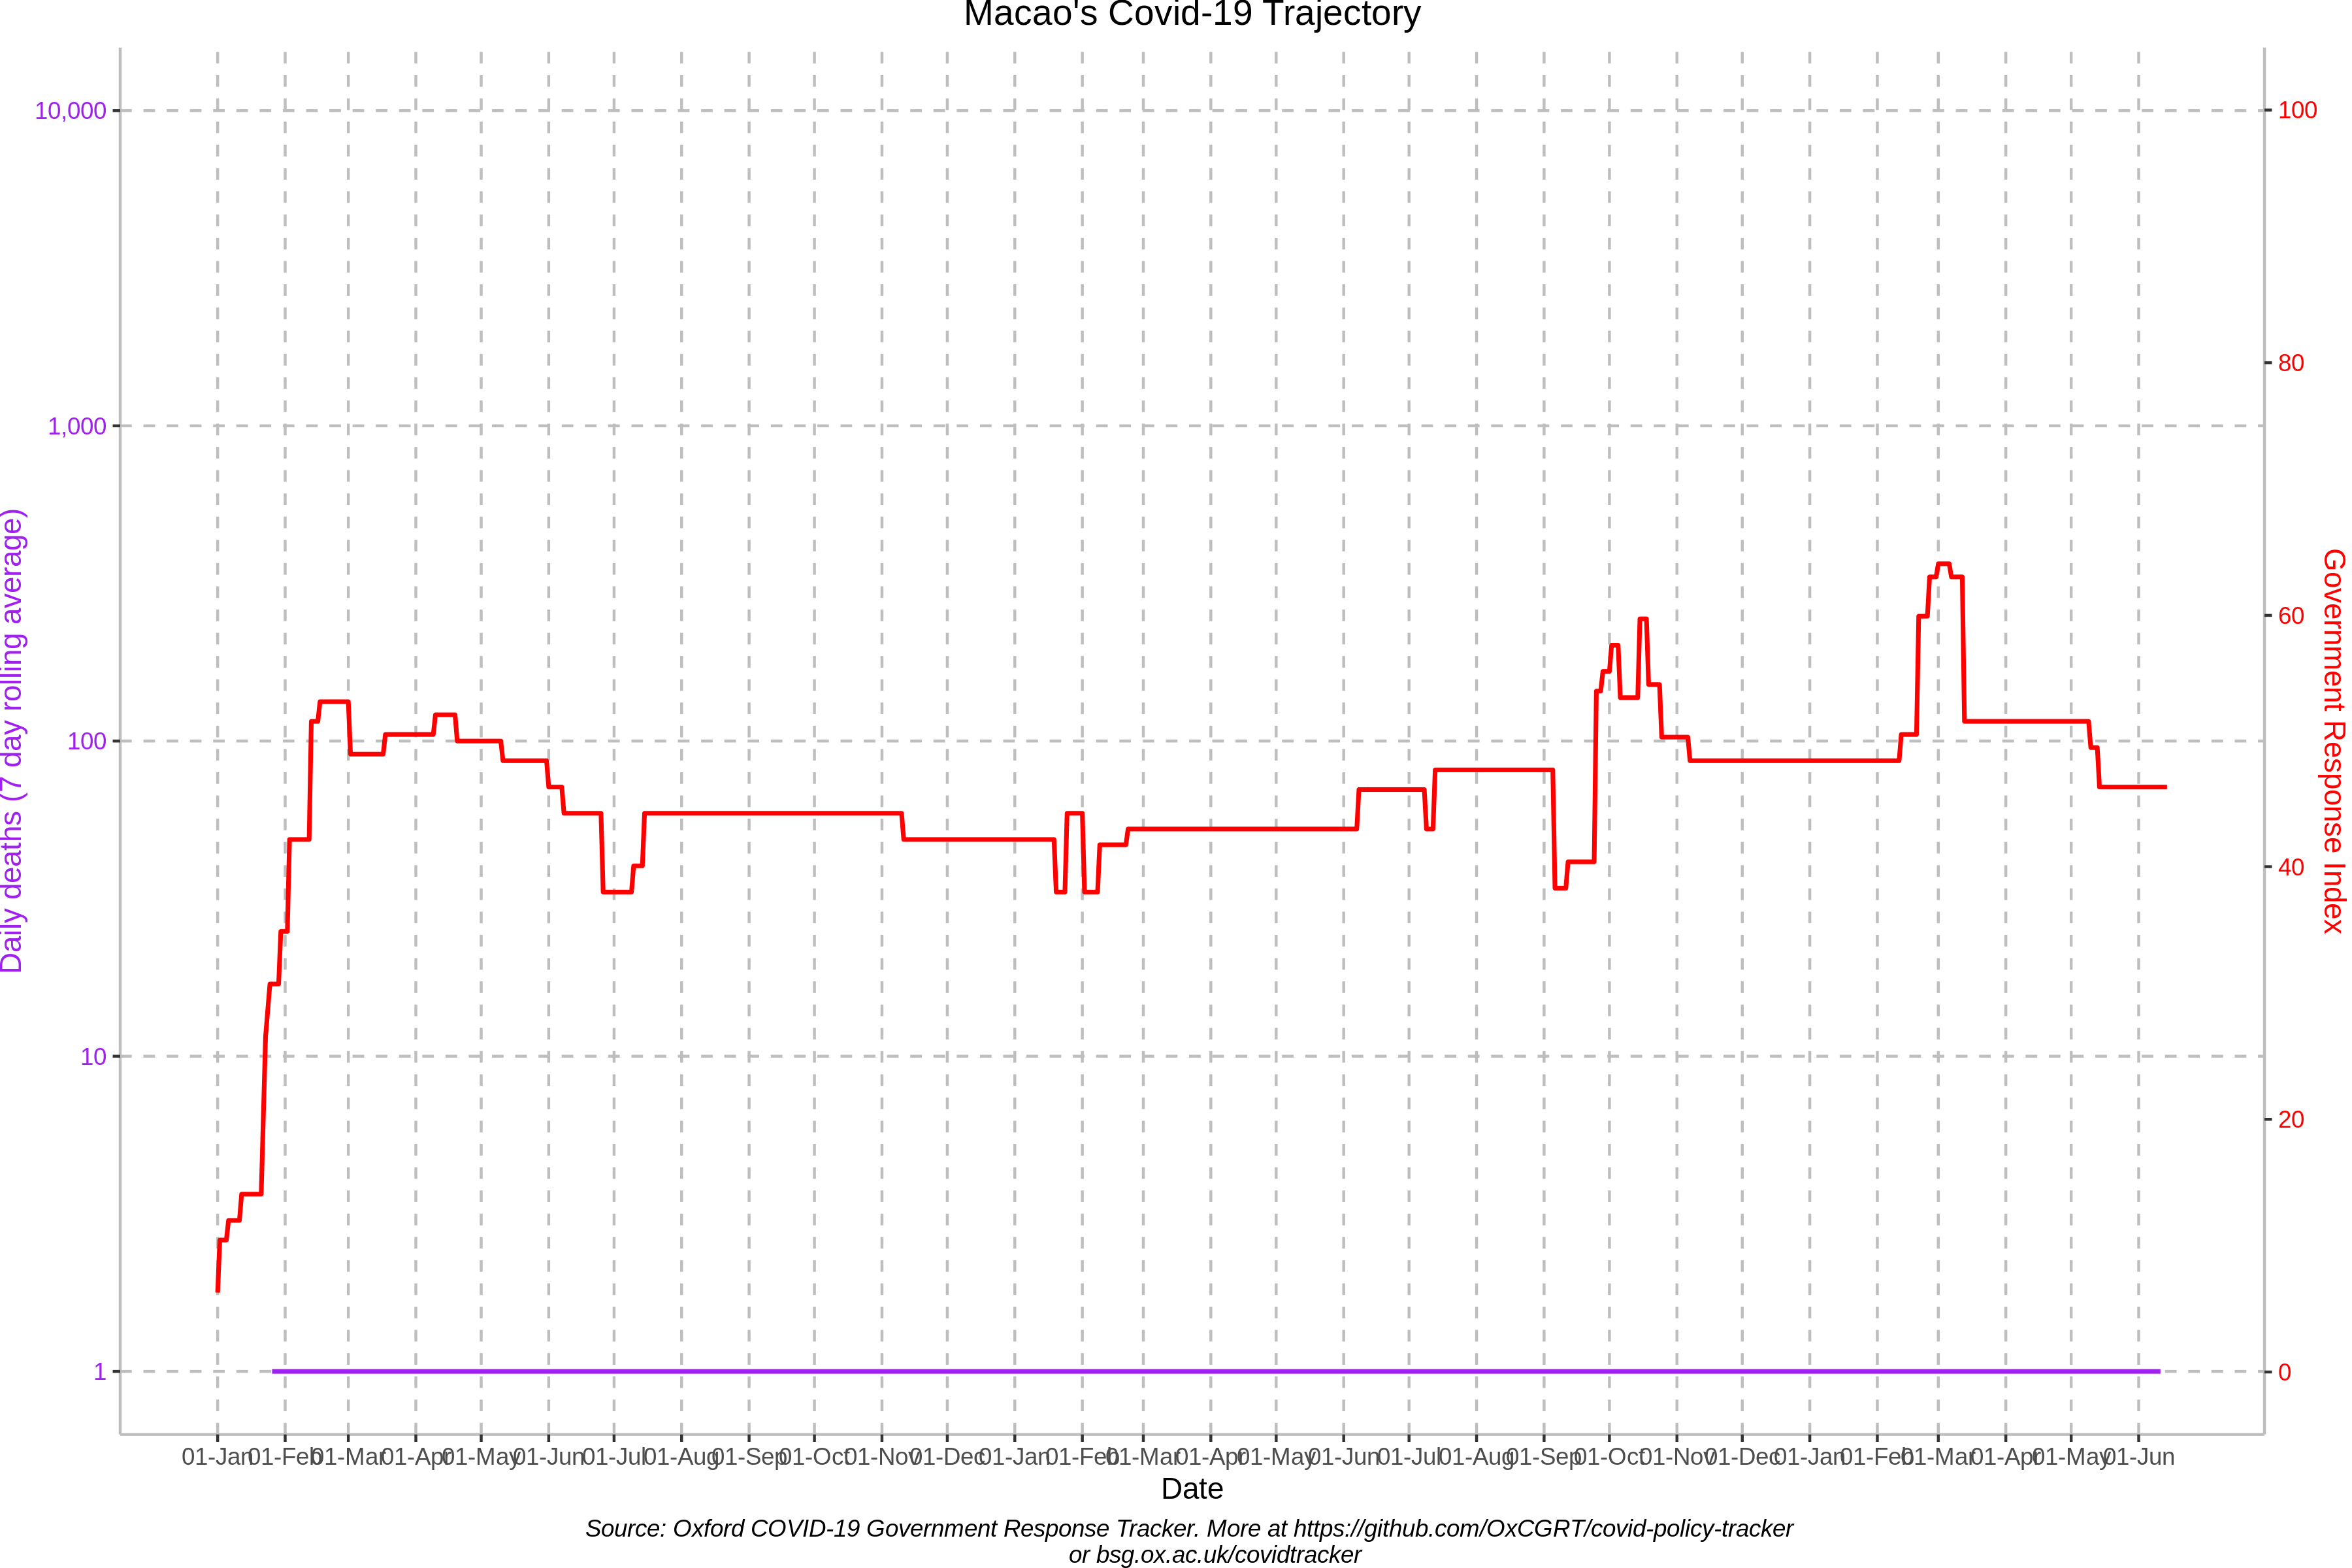 Macao's Covid-19 Trajectory
10,000
1,000
100
10
1
Daily deaths (7 day rolling average)
100
80
60
40
20
0
Government Response Index
01-Jan 01-Feb 01-Mar 01-Apr 01-May 01-Jun 01-Jul 01-Aug 01-Sep 01-Oct 01-Nov 01-Dec 01-Jan 01-Feb 01-Mar 01-Apr 01-May 01-Jun 01-Jul 01-Aug 01-Sep 01-Oct 01-Nov 01-Dec 01-Jan 01-Feb 01-Mar 01-Apr 01-May 01-Jun
Date
Source: Oxford COVID-19 Government Response Tracker. More at https://github.com/OxCGRT/covid-policy-tracker
or bsg.ox.ac.uk/covidtracker